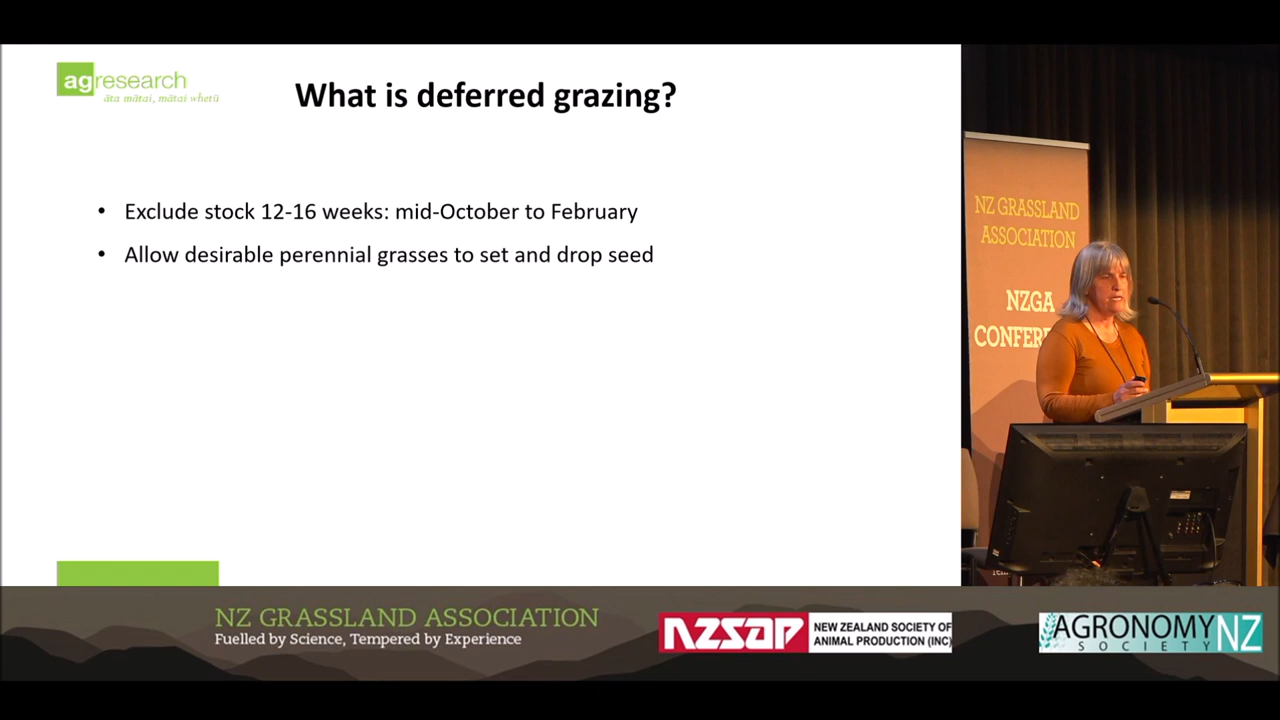 agresearch
āta mātai, mātai whetū
What is deferred grazing?
• Exclude stock 12-16 weeks: mid-October to February
• Allow desirable perennial grasses to set and drop seed
NZ GRASSLAND
ASSOCIATION
NZGA
CONFER
NZ GRASSLAND ASSOCIATION
Fuelled by Science, Tempered by Experience
NZSAP
NEW ZEALAND SOCIETY OF
ANIMAL PRODUCTION (INC)
AGRONOMY
SOCIETY
NZ